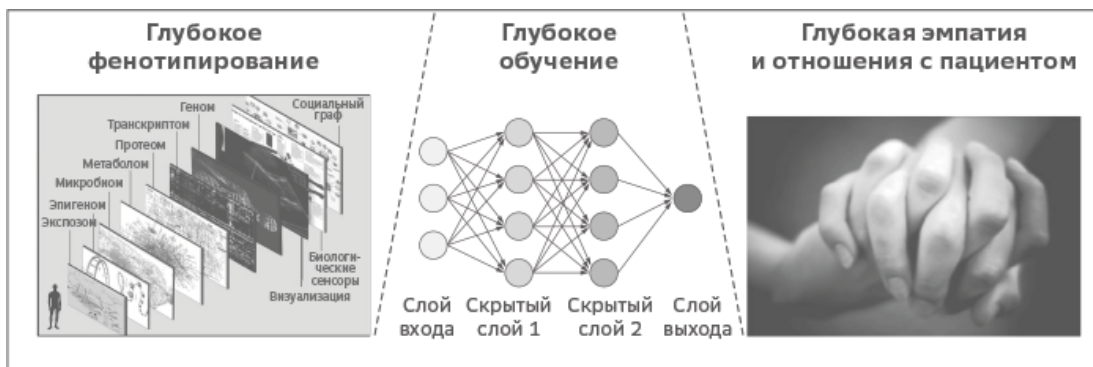 Глубокое
фенотипирование
Социальный
граф
Геном
Транскриптом
Протеом
Метаболом
Микробиом
Эпигеном
Экспозом
Биологи-
ческие
сенсоры
Визуализация
Глубокое
обучение
Слой
входа
Скрытый
слой 1
Скрытый
слой 2
Слой
выхода
Глубокая эмпатия
и отношения с пациентом